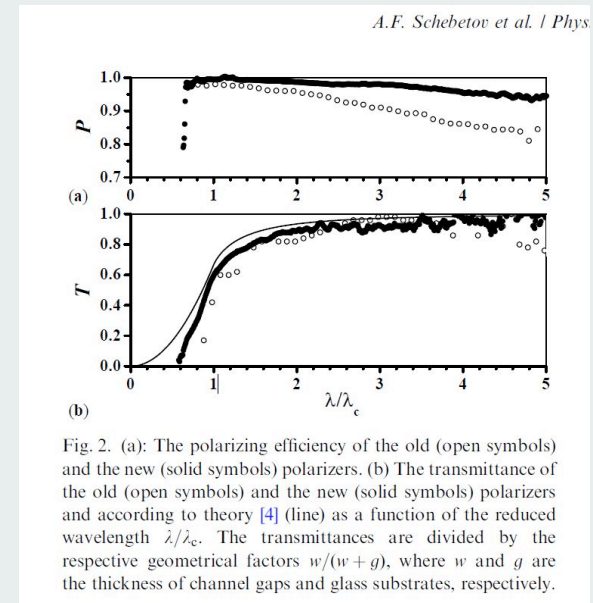 A.F. Schebetov et al. / Phys
1.0
0.9
P
0.8
0.7
(a)
0 1 2 3 4 5
1.0
0.8
0.6
T
0.4
0.2
0.0
0 1 2 3 4 5
(b)
λ/λc
Fig. 2. (a): The polarizing efficiency of the old (open symbols)
and the new (solid symbols) polarizers. (b) The transmittance of
the old (open symbols) and the new (solid symbols) polarizers
and according to theory [4] (line) as a function of the reduced
wavelength λ/λc. The transmittances are divided by the
respective geometrical factors w/(w + g), where w and g are
the thickness of channel gaps and glass substrates, respectively.